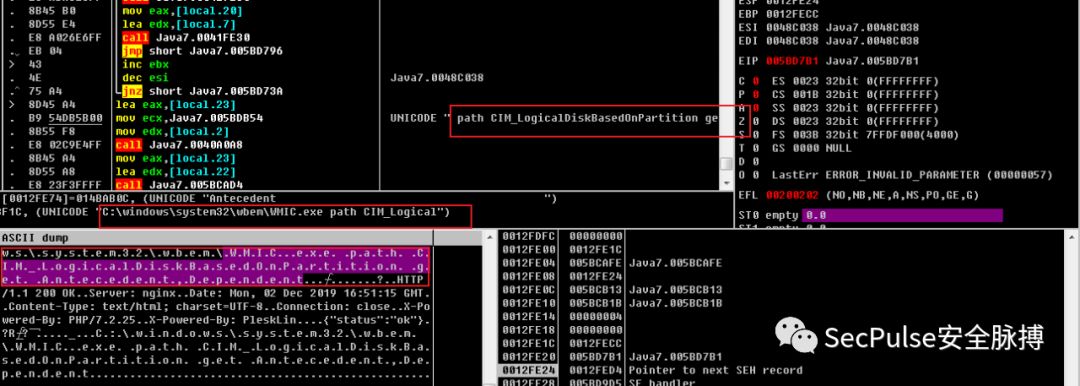 call Java7.0040A2C8
8B45 B0 mov eax,[local.20]
8D55 E4 lea edx,[local.7]
E8 A026E6FF call Java7.0041FE30
EB 04 jmp short Java7.005BD796
43 inc ebx
4E dec esi Java7.0048C038
75 A4 jnz short Java7.005BD73A
8D45 A4 lea eax,[local.23]
B9 54DB5B00 mov ecx,Java7.005BDB54 UNICODE " path CIM_LogicalDiskBasedOnPartition ge
8B55 F8 mov edx,[local.2]
E8 02C9E4FF call Java7.0040A0A8
8B45 A4 mov eax,[local.23]
8D55 A8 lea edx,[local.22]
E8 23F3FFFF call Java7.005BCAD4
[0012FE74]=014BAB0C, (UNICODE "Antecedent ")
BF1C, (UNICODE "C:\windows\system32\wbem\WMIC.exe path CIM_Logical")
ESP 0012FE24
EBP 0012FECC
ESI 0048C038 Java7.0048C038
EDI 0048C038 Java7.0048C038
EIP 005BD7B1 Java7.005BD7B1
C 0 ES 0023 32bit 0(FFFFFFFF)
P 0 CS 001B 32bit 0(FFFFFFFF)
A 0 SS 0023 32bit 0(FFFFFFFF)
Z 0 DS 0023 32bit 0(FFFFFFFF)
S 0 FS 003B 32bit 7FFDF000(4000)
T 0 GS 0000 NULL
D 0
O 0 LastErr ERROR_INVALID_PARAMETER (00000057)
EFL 00200202 (NO,NB,NE,A,NS,PO,GE,G)
ST0 empty 0.0
ASCII dump
w.s.\.s.y.s.t.e.m.3.2.\.w.b.e.m.\.W.M.I.C...e.x.e. .p.a.t.h. .C.
I.M._.L.o.g.i.c.a.l.D.i.s.k.B.a.s.e.d.O.n.P.a.r.t.i.t.i.o.n. .g.
e.t. .A.n.t.e.c.e.d.e.n.t.,.D.e.p.e.n.d.e.n.t
HTTP
/1.1 200 OK..Server: nginx..Date: Mon, 02 Dec 2019 16:51:15 GMT.
.Content-Type: text/html; charset=UTF-8..Connection: close..X-Po
wered-By: PHP/7.2.25..X-Powered-By: PleskLin....{"status":"ok"}.
C.:.\.w.i.n.d.o.w.s.\.s.y.s.t.e.m.3.2.\.w.b.e.m.
\.W.M.I.C...e.x.e. .p.a.t.h. .C.I.M._.L.o.g.i.c.a.l.D.i.s.k.B.a.
s.e.d.O.n.P.a.r.t.i.t.i.o.n. .g.e.t. .A.n.t.e.c.e.d.e.n.t.,.D.e.
p.e.n.d.e.n.t.
0012FDFC 00000000
0012FE00 0012FE1C
0012FE04 005BCAFE Java7.005BCAFE
0012FE08 0012FE24
0012FE0C 005BCB13 Java7.005BCB13
0012FE10 005BCB1B Java7.005BCB1B
0012FE14 00000004
0012FE18 00000000
0012FE1C 0012FECC
0012FE20 005BD7B1 Java7.005BD7B1
0012FE24 0012FED4 Pointer to next SEH record
0012FE28 005BD9D5 SE handler
SecPulse安全脉搏